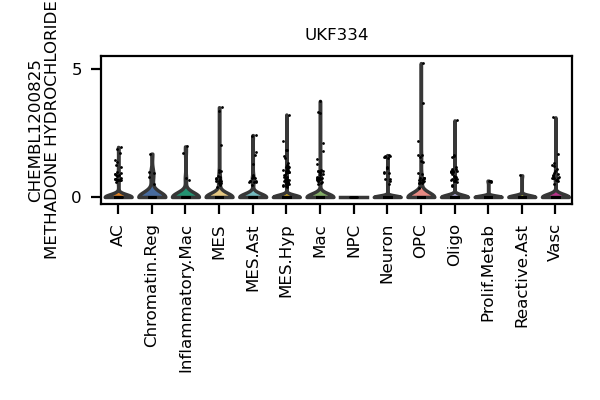 UKF334
CHEMBL1200825
METHADONE HYDROCHLORIDE
5
0
AC
Chromatin.Reg
Inflammatory.Mac
MES
MES.Ast
MES.Hyp
Mac
NPC
Neuron
OPC
Oligo
Prolif.Metab
Reactive.Ast
Vasc